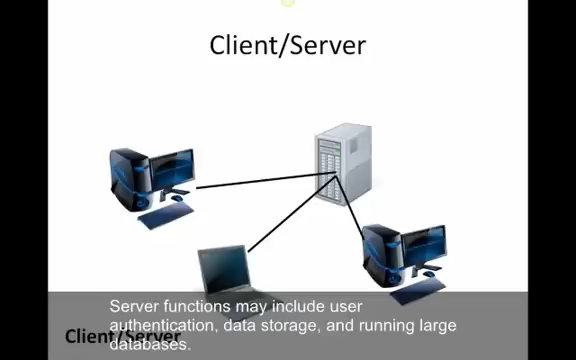 Client/Server
Server functions may include user
authentication, data storage, and running large
databases.
Client/Server